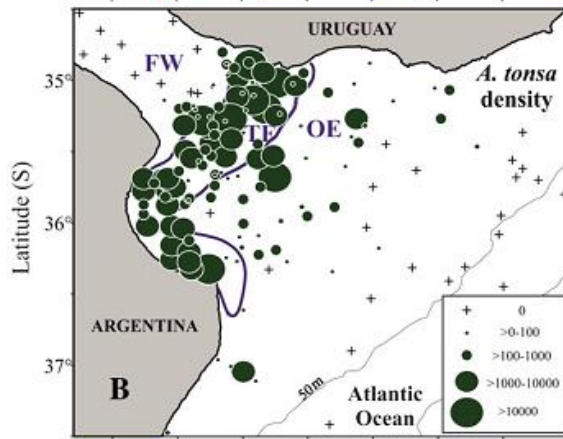 URUGUAY
35°
FW
A. tonsa
density
TF
OE
Latitude (S)
36°
ARGENTINA
37°
B
50m
Atlantic
Ocean
0
>0-100
>100-1000
>1000-10000
>10000